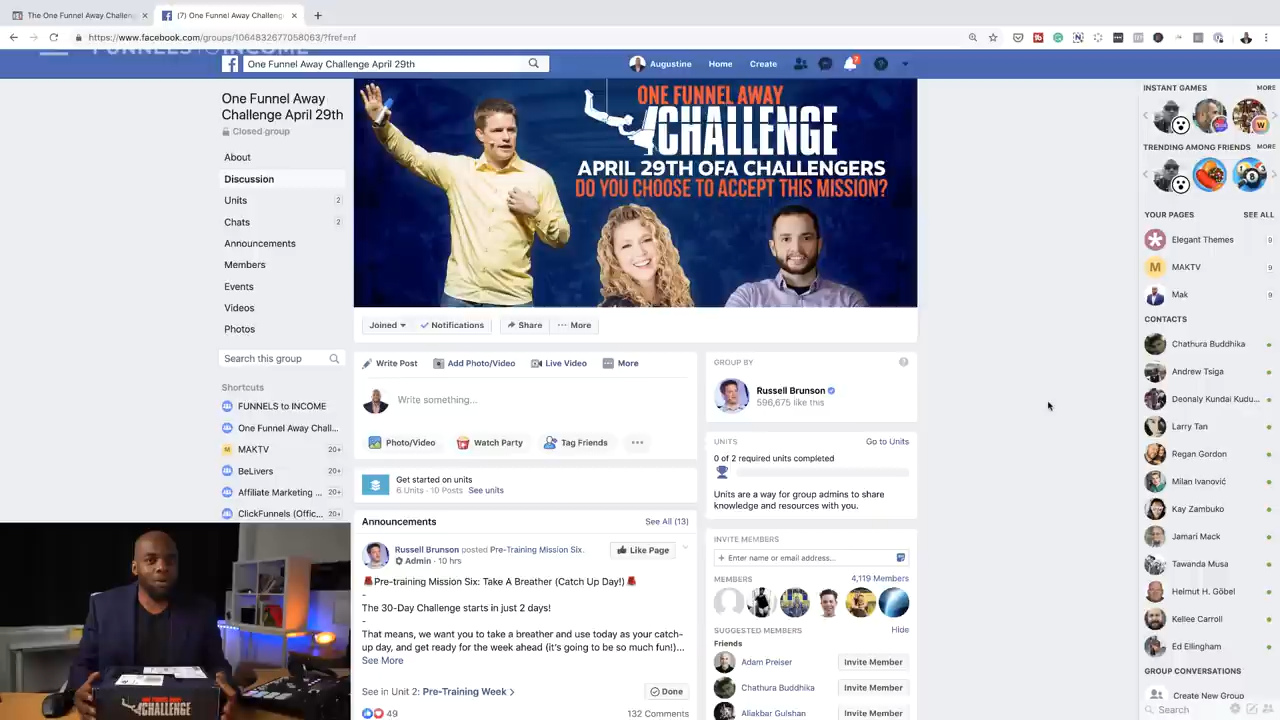 The One Funnel Away Challeng
(7) One Funnel Away Challenge
https://www.facebook.com/groups/1064832677058063/?fref=nf
FUNNELS TO INCOME
One Funnel Away Challenge April 29th
Augustine
Home
Create
7
One Funnel Away
Challenge April 29th
Closed group
About
Discussion
Units
2
Chats
2
Announcements
Members
Events
Videos
Photos
Search this group
Shortcuts
FUNNELS to INCOME
One Funnel Away Chall...
MAKTV
20+
BeLivers
20+
Affiliate Marketing ...
20+
ClickFunnels (Offic...
20+
ONE FUNNEL AWAY
CHALLENGE
APRIL 29TH OFA CHALLENGERS
DO YOU CHOOSE TO ACCEPT THIS MISSION?
Joined
Notifications
Share
More
Write Post
Add Photo/Video
Live Video
More
Write something...
Photo/Video
Watch Party
Tag Friends
Get started on units
6 Units · 10 Posts See units
Announcements
See All (13)
Russell Brunson posted Pre-Training Mission Six.
Admin · 10 hrs
Like Page
Pre-training Mission Six: Take A Breather (Catch Up Day!)
-
The 30-Day Challenge starts in just 2 days!
-
That means, we want you to take a breather and use today as your catch-
up day, and get ready for the week ahead (it's going to be so much fun!)...
See More
See in Unit 2: Pre-Training Week >
Done
49
132 Comments
GROUP BY
Russell Brunson
596,675 like this
UNITS
Go to Units
0 of 2 required units completed
Units are a way for group admins to share
knowledge and resources with you.
INVITE MEMBERS
+ Enter name or email address...
MEMBERS
4,119 Members
SUGGESTED MEMBERS
Hide
Friends
Adam Preiser
Invite Member
Chathura Buddhika
Invite Member
Aliakbar Gulshan
Invite Member
INSTANT GAMES
MORE
TRENDING AMONG FRIENDS
MORE
YOUR PAGES
SEE ALL
Elegant Themes
9
MAKTV
9
Mak
9
CONTACTS
Chathura Buddhika
Andrew Tsiga
Deonaly Kundai Kudu...
Larry Tan
Regan Gordon
Milan Ivanović
Kay Zambuko
Jamari Mack
Tawanda Musa
Helmut H. Göbel
Kellee Carroll
Ed Ellingham
GROUP CONVERSATIONS
Create New Group
Search
CHALLENGE